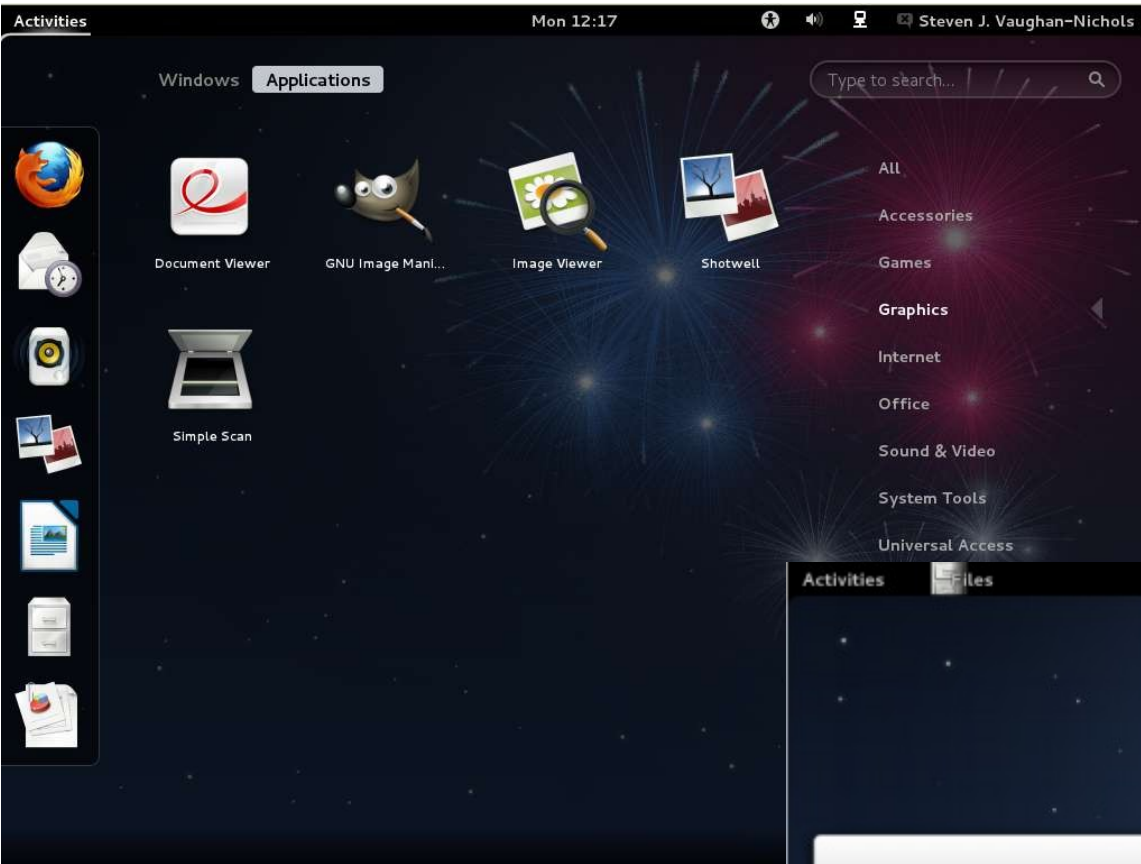 Activities Mon 12:17 Steven J. Vaughan-Nichols
Windows Applications Type to search...
All
Accessories
Games
Graphics
Internet
Office
Sound & Video
System Tools
Universal Access
Document Viewer GNU Image Mani... Image Viewer Shotwell
Simple Scan
Activities Files